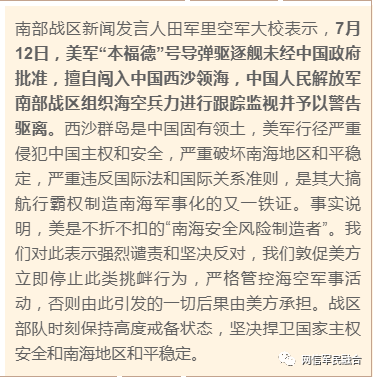 南部战区新闻发言人田军里空军大校表示，7月
12日，美军“本福德”号导弹驱逐舰未经中国政府
批准，擅自闯入中国西沙领海，中国人民解放军
南部战区组织海空兵力进行跟踪监视并予以警告
驱离。西沙群岛是中国固有领土，美军行径严重
侵犯中国主权和安全，严重破坏南海地区和平稳
定，严重违反国际法和国际关系准则，是其大搞
航行霸权制造南海军事化的又一铁证。事实说
明，美是不折不扣的“南海安全风险制造者”。我
们对此表示强烈谴责和坚决反对，我们敦促美方
立即停止此类挑衅行为，严格管控海空军事活
动，否则由此引发的一切后果由美方承担。战区
部队时刻保持高度戒备状态，坚决捍卫国家主权
安全和南海地区和平稳定。
网信军民融合